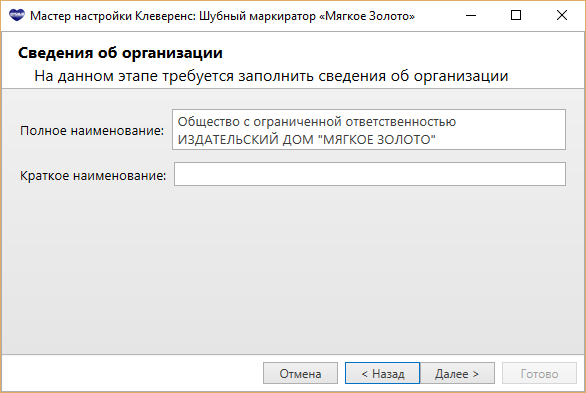 Мастер настройки Клеверенс: Шубный маркиратор «Мягкое Золото»
Сведения об организации
На данном этапе требуется заполнить сведения об организации
Полное наименование:
Общество с ограниченной ответственностью
ИЗДАТЕЛЬСКИЙ ДОМ "МЯГКОЕ ЗОЛОТО"
Краткое наименование:
Отмена
< Назад
Далее >
Готово